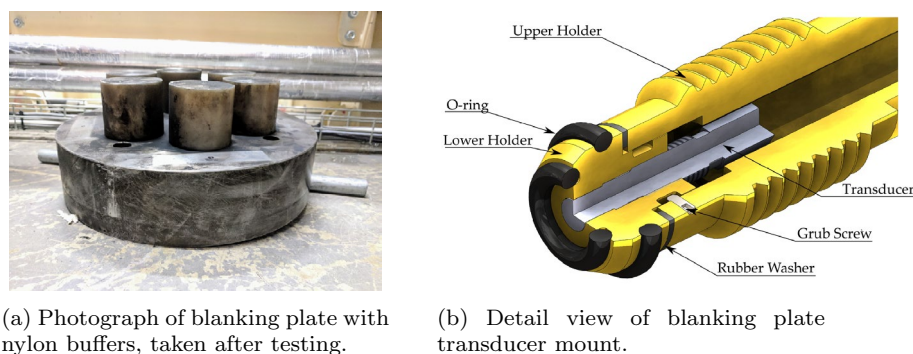 Upper Holder
O-ring
Lower Holder
Transducer
Grub Screw
Rubber Washer
(a) Photograph of blanking plate with
nylon buffers, taken after testing.
(b) Detail view of blanking plate
transducer mount.